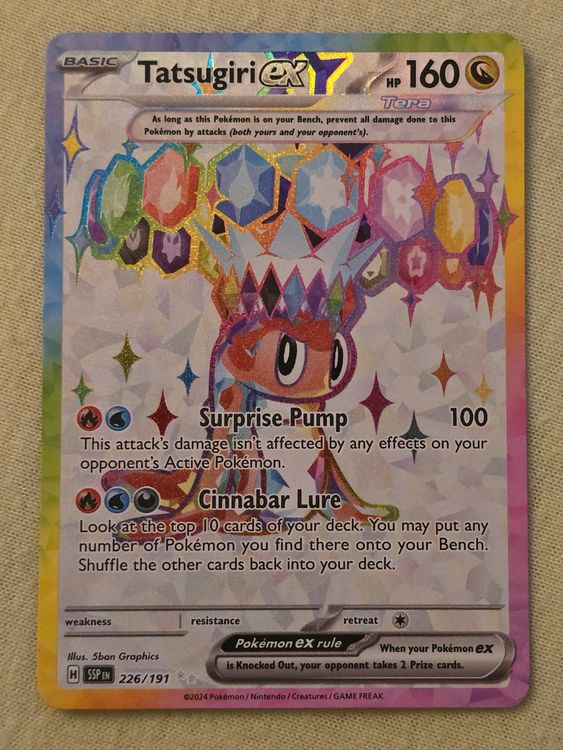 BASIC Tatsugiri ex HP 160
Tera
As long as this Pokémon is on your Bench, prevent all damage done to this
Pokémon by attacks (both yours and your opponent's).
Surprise Pump 100
This attack's damage isn't affected by any effects on your
opponent's Active Pokémon.
Cinnabar Lure
Look at the top 10 cards of your deck. You may put any
number of Pokémon you find there onto your Bench.
Shuffle the other cards back into your deck.
weakness resistance retreat
Pokémon ex rule When your Pokémon ex
is Knocked Out, your opponent takes 2 Prize cards.
Illus. 5ban Graphics
H SSP EN 226/191
©2024 Pokémon / Nintendo / Creatures / GAME FREAK